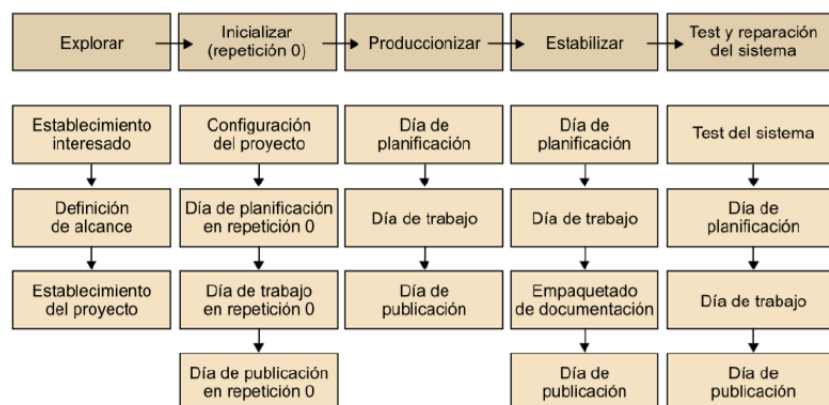 Explorar
Inicializar
(repetición 0)
Produccionizar
Estabilizar
Test y reparación
del sistema
Establecimiento
interesado
Definición
de alcance
Establecimiento
del proyecto
Configuración
del proyecto
Día de planificación
en repetición 0
Día de trabajo
en repetición 0
Día de publicación
en repetición 0
Día de
planificación
Día de trabajo
Día de
publicación
Día de
planificación
Día de trabajo
Empaquetado
de documentación
Día de
publicación
Test del sistema
Día de
planificación
Día de trabajo
Día de
publicación